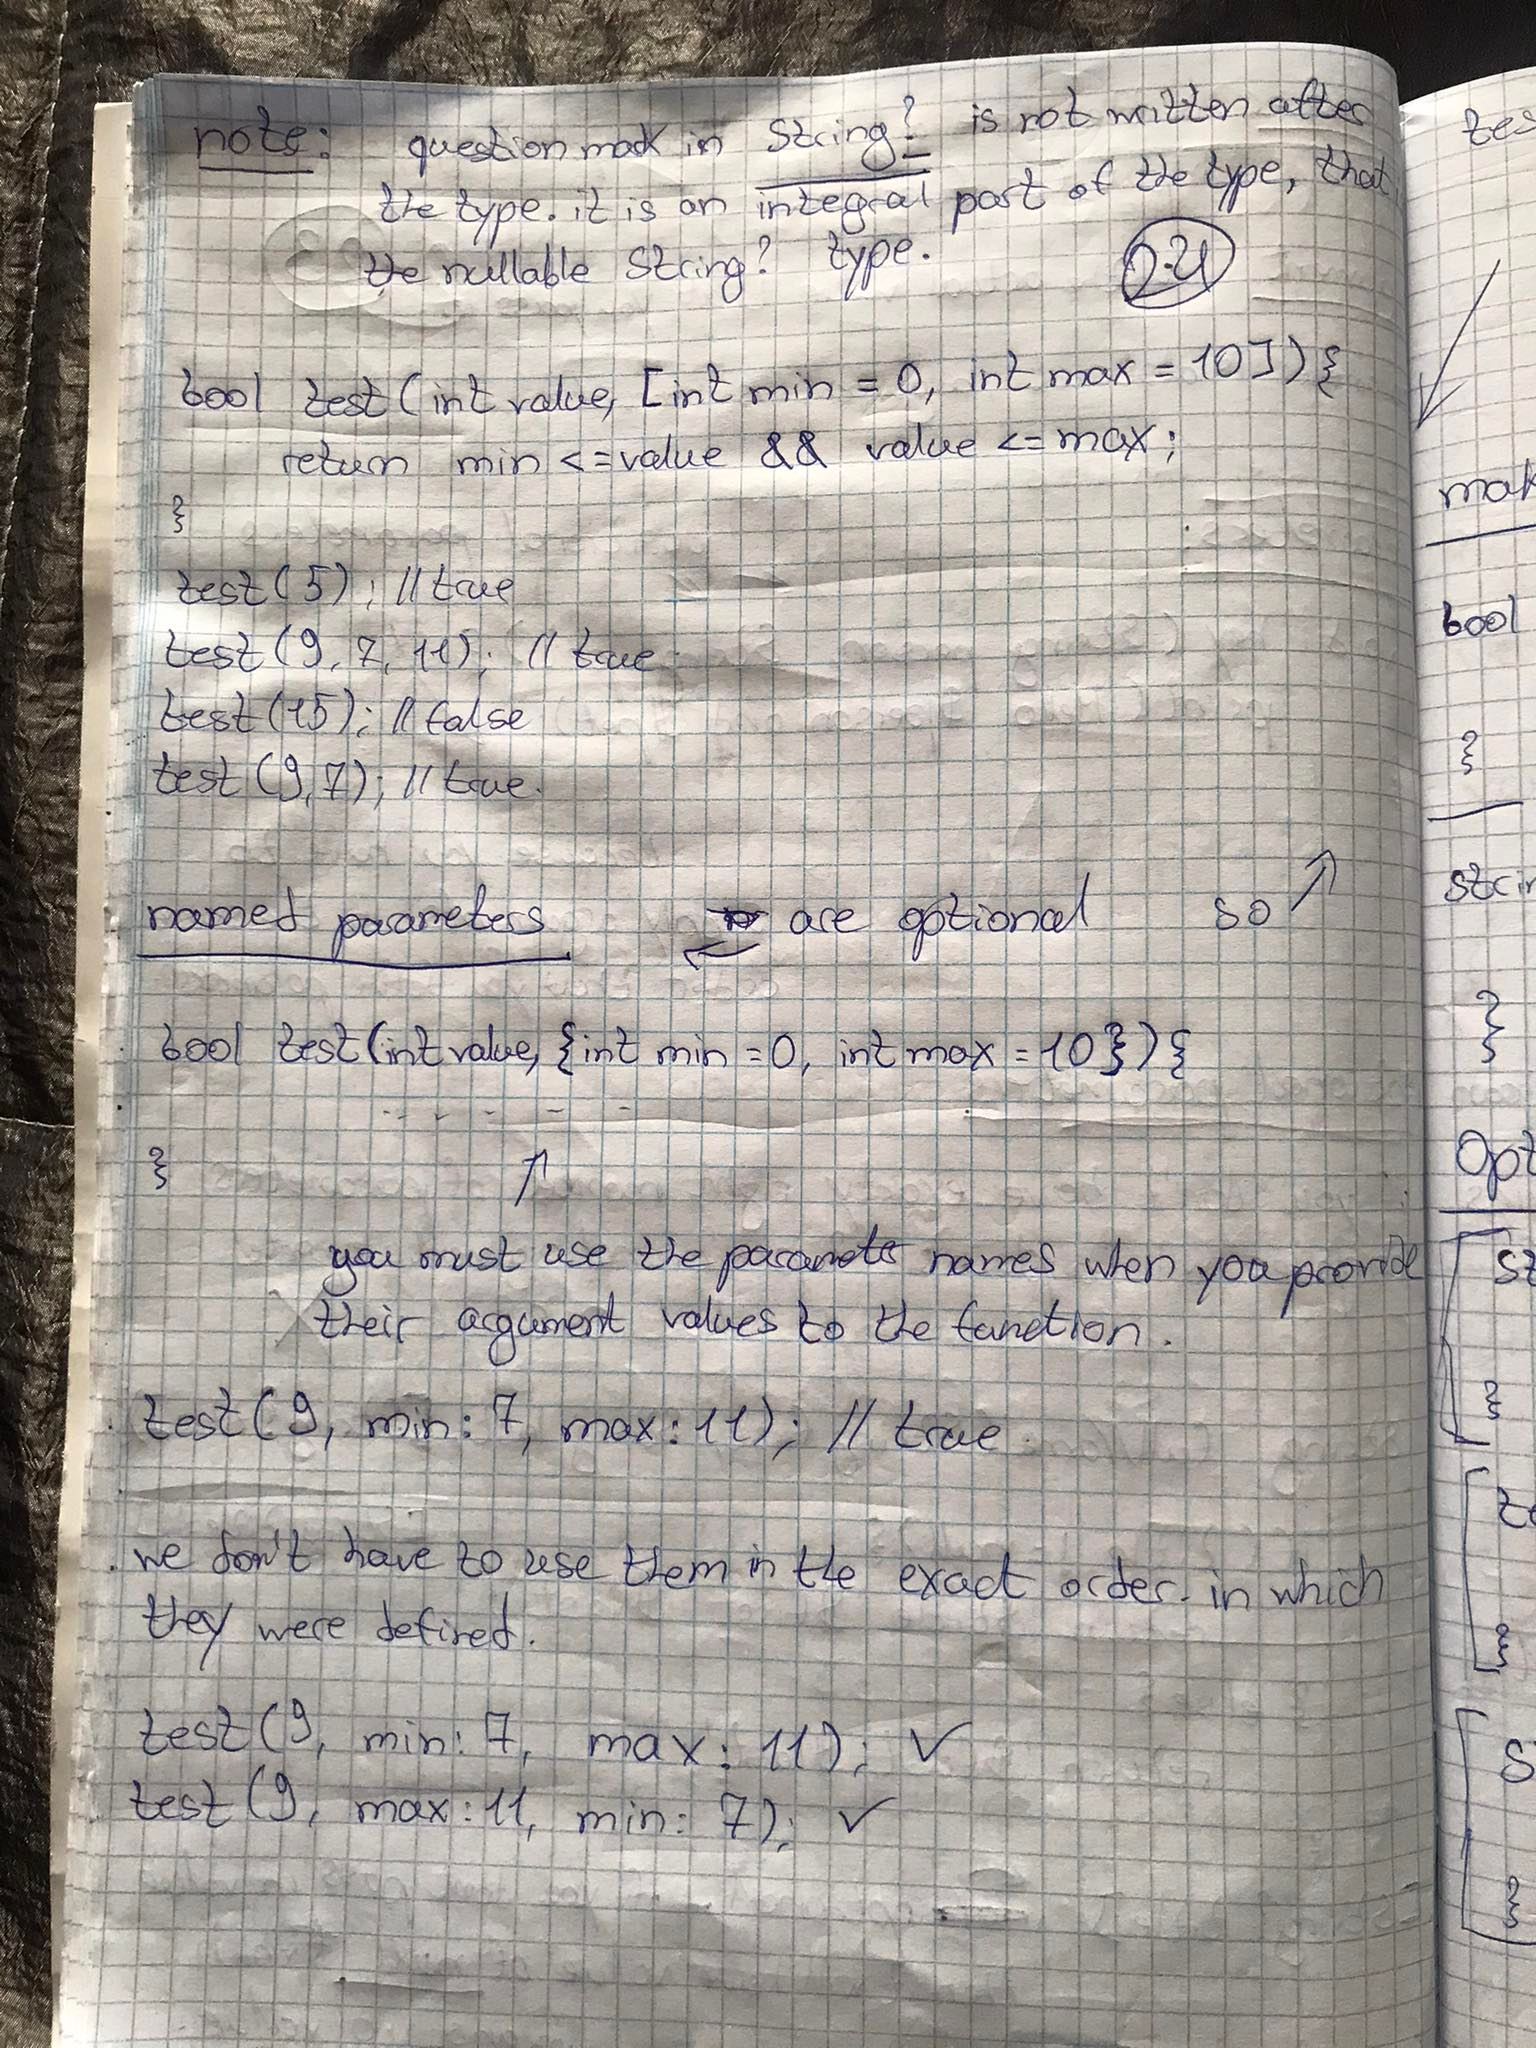 note: question mark in String? is not written after
the type. it is an integral part of the type, that
the nullable String? type.
bool test(int value, [int min = 0, int max = 10]) {
return min <= value && value <= max;
}
test(5); // true
test(9, 7, 11); // true
test(15); // false
test(9, 7); // true.
named parameters are optional so
bool test(int value, {int min = 0, int max = 10}) {
- - - - -
}
you must use the parameter names when you provide
their argument values to the function.
test(9, min: 7, max: 11); // true
we don't have to use them in the exact order. in which
they were defined.
test(9, min: 7, max: 11); ✓
test(9, max: 11, min: 7); ✓
tes
mak
bool
}
strin
}
Opt
st
}
te
}
S
}